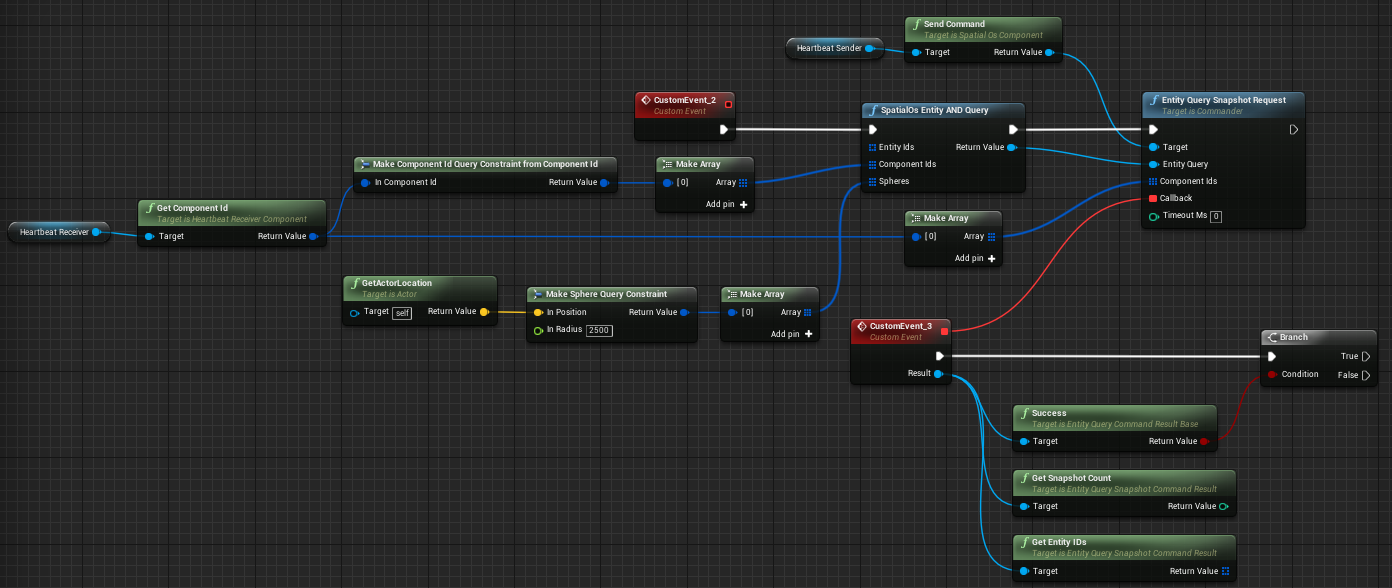 Send Command
Target is Spatial Os Component
Heartbeat Sender
Target Return Value
CustomEvent_2
Custom Event
SpatialOs Entity AND Query
Entity Ids Return Value
Component Ids
Spheres
Entity Query Snapshot Request
Target is Commander
Target
Entity Query
Component Ids
Callback
Timeout Ms 0
Make Component Id Query Constraint from Component Id
In Component Id Return Value
Make Array
[0] Array
Add pin +
Get Component Id
Target is Heartbeat Receiver Component
Heartbeat Receiver
Target Return Value
Make Array
[0] Array
Add pin +
GetActorLocation
Target is Actor
Target self Return Value
Make Sphere Query Constraint
In Position Return Value
In Radius 2500
Make Array
[0] Array
Add pin +
CustomEvent_3
Custom Event
Result
Branch
True
Condition False
Success
Target is Entity Query Command Result Base
Target Return Value
Get Snapshot Count
Target is Entity Query Snapshot Command Result
Target Return Value
Get Entity IDs
Target is Entity Query Snapshot Command Result
Target Return Value